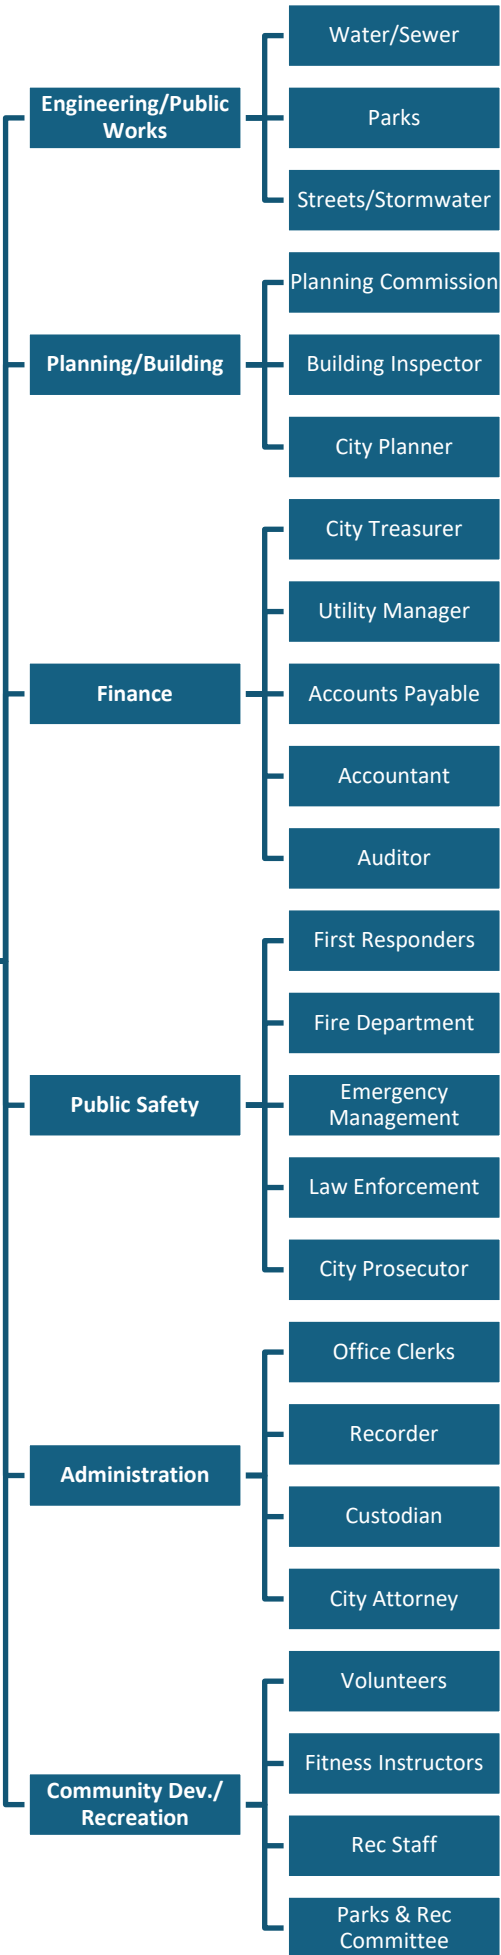 Water/Sewer
Engineering/Public
Works
Parks
Streets/Stormwater
Planning Commission
Planning/Building
Building Inspector
City Planner
City Treasurer
Utility Manager
Finance
Accounts Payable
Accountant
Auditor
First Responders
Fire Department
Public Safety
Emergency
Management
Law Enforcement
City Prosecutor
Office Clerks
Recorder
Administration
Custodian
City Attorney
Volunteers
Fitness Instructors
Community Dev./
Recreation
Rec Staff
Parks & Rec
Committee